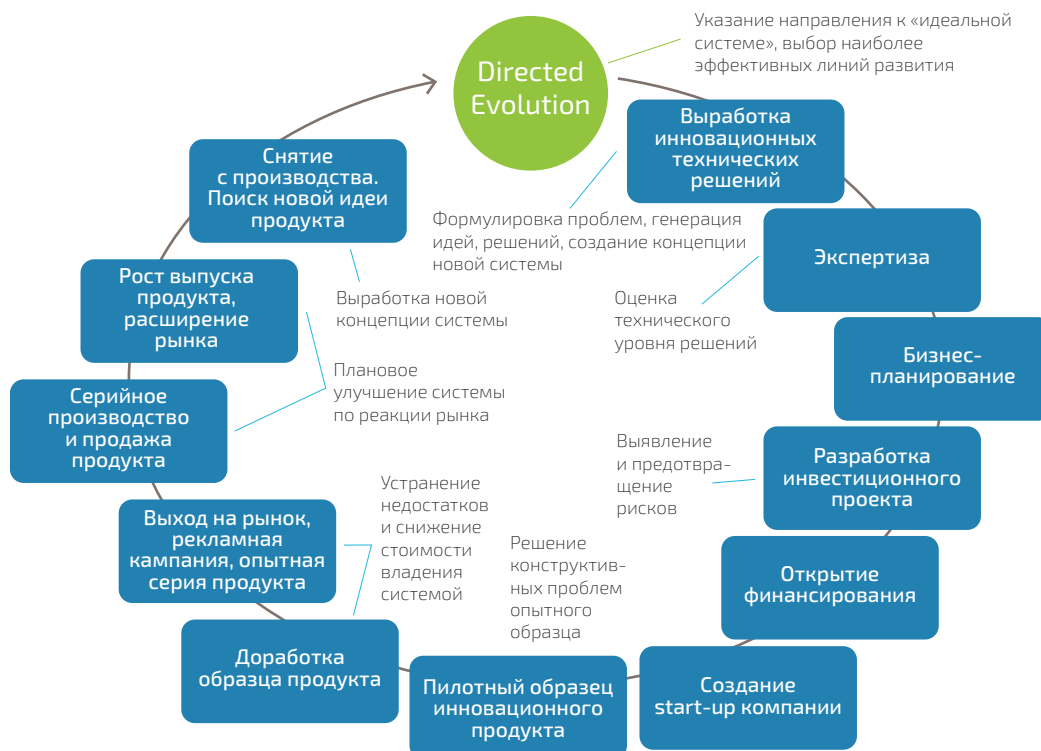 Directed
Evolution
Указание направления к «идеальной
системе», выбор наиболее
эффективных линий развития
Выработка
инновационных
технических
решений
Формулировка проблем, генерация
идей, решений, создание концепции
новой системы
Экспертиза
Оценка
технического
уровня решений
Бизнес-
планирование
Разработка
инвестиционного
проекта
Выявление
и предотвра-
щение
рисков
Открытие
финансирования
Создание
start-up компании
Пилотный образец
инновационного
продукта
Решение
конструктив-
ных проблем
опытного
образца
Доработка
образца продукта
Выход на рынок,
рекламная
кампания, опытная
серия продукта
Устранение
недостатков
и снижение
стоимости
владения
системой
Серийное
производство
и продажа
продукта
Плановое
улучшение системы
по реакции рынка
Рост выпуска
продукта,
расширение
рынка
Снятие
с производства.
Поиск новой идеи
продукта
Выработка новой
концепции системы